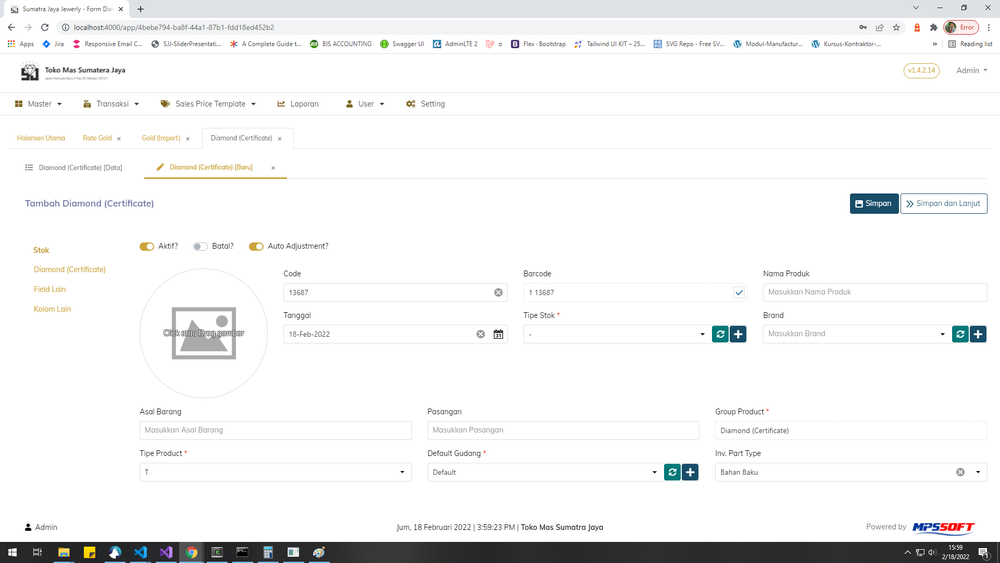 Sumatra Jaya Jewerly - Form Dia
localhost:4000/app/4bebe794-ba8f-44a1-87b1-fdd18ed452b2
Error
Apps Jira Responsive Email C... SJJ-SliderPresentati... A Complete Guide t... BIS ACCOUNTING Swagger UI AdminLTE 2 o Flex - Bootstrap Tailwind UI KIT – 25... SVG Repo - Free SV... Modul-Manufactur... Kursus-Kontraktor-... » Reading list
Toko Mas Sumatera Jaya
v1.4.2.14
Admin
Master Transaksi Sales Price Template Laporan User Setting
Halaman Utama Rate Gold × Gold (Import) × Diamond (Certificate) ×
Diamond (Certificate) [Data] Diamond (Certificate) [Baru] ×
Tambah Diamond (Certificate)
Simpan Simpan dan Lanjut
Stok
Diamond (Certificate)
Field Lain
Kolom Lain
Aktif? Batal? Auto Adjustment?
Click atau Drag gambar
Code Barcode Nama Produk
13687 1 13687 Masukkan Nama Produk
Tanggal Tipe Stok * Brand
18-Feb-2022 - Masukkan Brand
Asal Barang Pasangan Group Product *
Masukkan Asal Barang Masukkan Pasangan Diamond (Certificate)
Tipe Product * Default Gudang * Inv. Part Type
T Default Bahan Baku
Admin
Jum, 18 Februari 2022 | 3:59:23 PM | Toko Mas Sumatra Jaya
Powered by MPSSOFT
15:59
2/18/2022